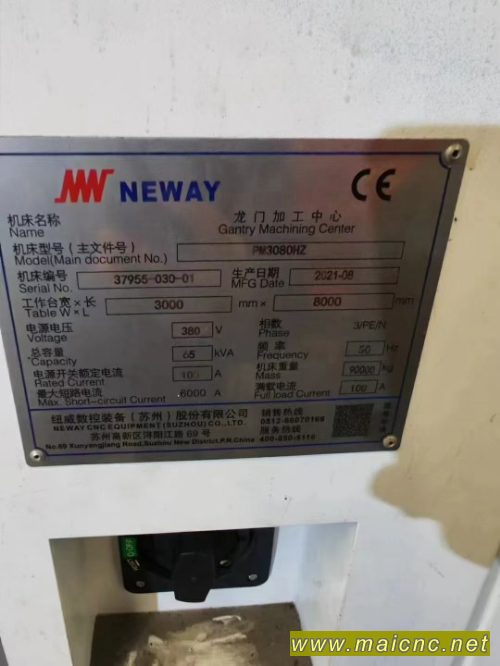 NEWAY CE
机床名称 龙门加工中心
Name Gantry Machining Center
机床型号(主文件号) PM3080HZ
Model(Main document No.)
机床编号 37955-030-01 生产日期 2021-08
Serial No. MFG Date
工作台宽×长 3000 mm× 8000 mm
Table W×L
电源电压 380 V 相数 3/PE/N
Voltage Phase
总容量 65 kVA 频率 50 Hz
Capacity Frequency
电源开关额定电流 A 机床重量 90000 kg
Rated Current Mass
最大短路电流 6000 A 满载电流 100 A
Max. Short-circuit Current Full load Current
纽威数控装备(苏州)股份有限公司 销售热线
NEWAY CNC EQUIPMENT (SUZHOU) CO., LTD.
苏州高新区浔阳江路 69 号 服务热线
No.69 Xunyangjiang Road,Suzhou New District,P.R.China
OFF
www.maicnc.net